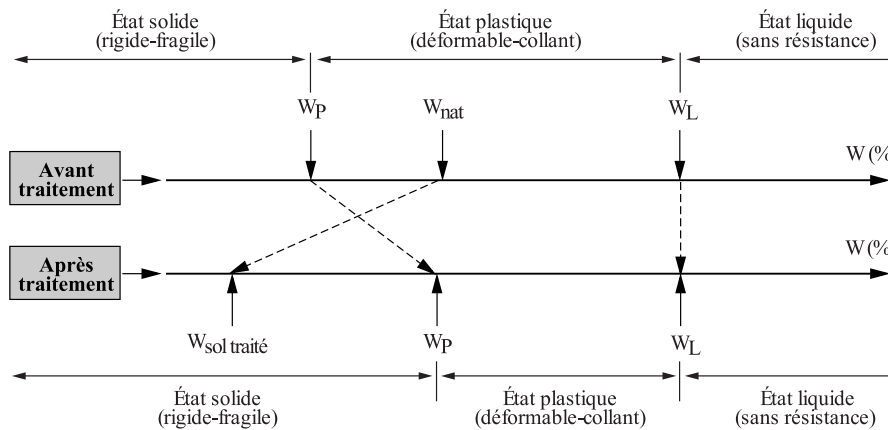 État solide
(rigide-fragile)
État plastique
(déformable-collant)
État liquide
(sans résistance)
WP
Wnat
WL
Avant
traitement
W (%
Après
traitement
W (%
Wsol traité
WP
WL
État solide
(rigide-fragile)
État plastique
(déformable-collant)
État liquide
(sans résistance)